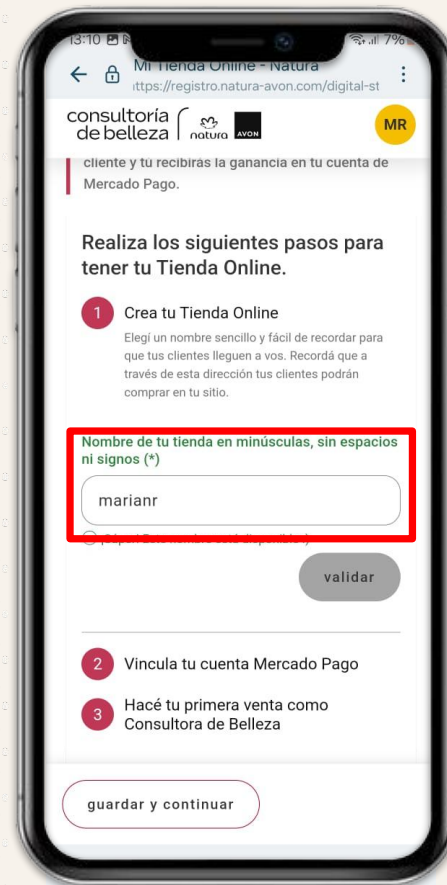 13:10
7%
Mi Tienda Online - Natura
ttps://registro.natura-avon.com/digital-st
consultoría
de belleza
natura
AVON
MR
cliente y tú recibirás la ganancia en tu cuenta de
Mercado Pago.
Realiza los siguientes pasos para
tener tu Tienda Online.
1 Crea tu Tienda Online
Elegí un nombre sencillo y fácil de recordar para
que tus clientes lleguen a vos. Recordá que a
través de esta dirección tus clientes podrán
comprar en tu sitio.
Nombre de tu tienda en minúsculas, sin espacios
ni signos (*)
marianr
validar
2 Vincula tu cuenta Mercado Pago
3 Hacé tu primera venta como
Consultora de Belleza
guardar y continuar